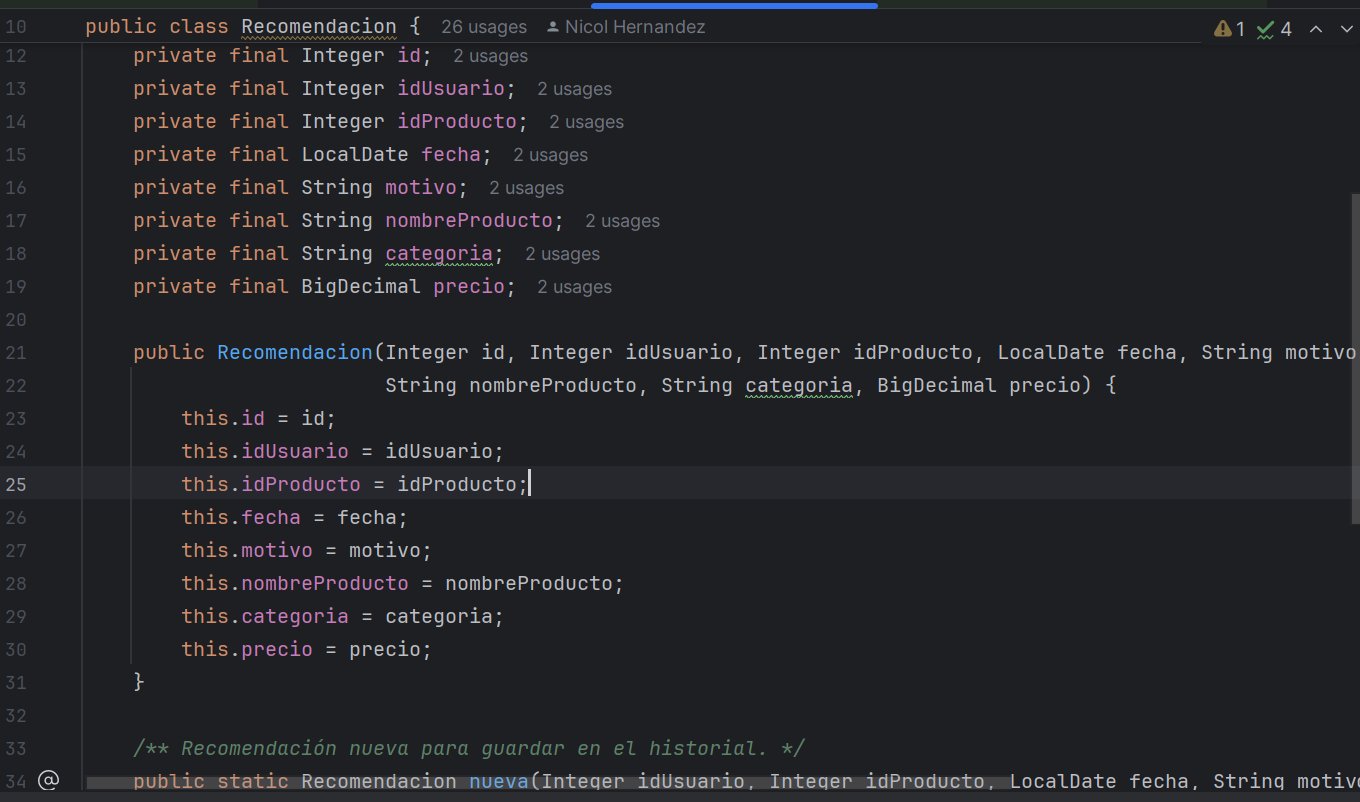 10 public class Recomendacion { 26 usages Nicol Hernandez 1 4
12 private final Integer id; 2 usages
13 private final Integer idUsuario; 2 usages
14 private final Integer idProducto; 2 usages
15 private final LocalDate fecha; 2 usages
16 private final String motivo; 2 usages
17 private final String nombreProducto; 2 usages
18 private final String categoria; 2 usages
19 private final BigDecimal precio; 2 usages
20
21 public Recomendacion(Integer id, Integer idUsuario, Integer idProducto, LocalDate fecha, String motivo
22 String nombreProducto, String categoria, BigDecimal precio) {
23 this.id = id;
24 this.idUsuario = idUsuario;
25 this.idProducto = idProducto;
26 this.fecha = fecha;
27 this.motivo = motivo;
28 this.nombreProducto = nombreProducto;
29 this.categoria = categoria;
30 this.precio = precio;
31 }
32
33 /** Recomendación nueva para guardar en el historial. */
34 @ public static Recomendacion nueva(Integer idUsuario, Integer idProducto, LocalDate fecha, String motivo